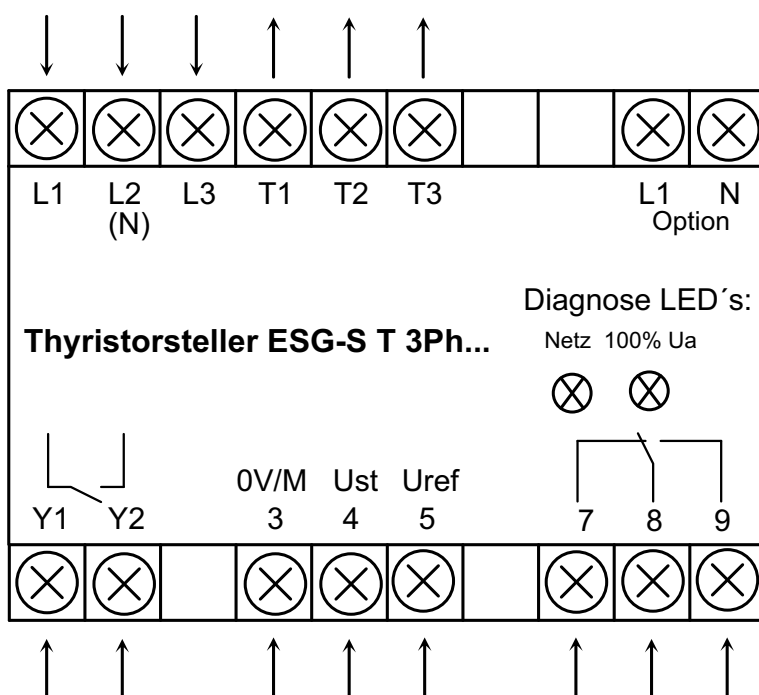 L1 L2 L3 T1 T2 T3 L1 N
(N) Option
Diagnose LED´s:
Thyristorsteller ESG-S T 3Ph... Netz 100% Ua
0V/M Ust Uref
Y1 Y2 3 4 5 7 8 9